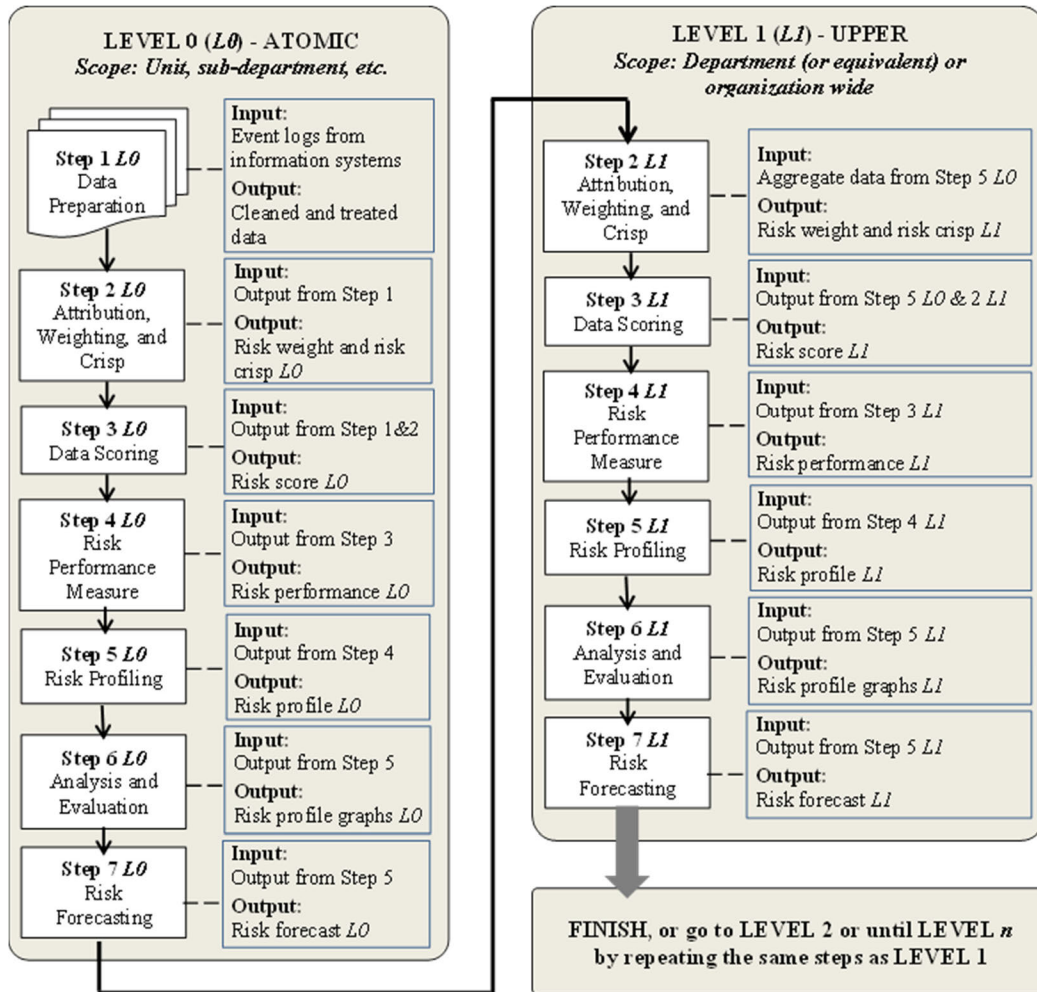 LEVEL 0 (L0) - ATOMIC
Scope: Unit, sub-department, etc.
Step 1 L0
Data
Preparation
Input:
Event logs from
information systems
Output:
Cleaned and treated
data
Step 2 L0
Attribution,
Weighting, and
Crisp
Input:
Output from Step 1
Output:
Risk weight and risk
crisp L0
Step 3 L0
Data Scoring
Input:
Output from Step 1&2
Output:
Risk score L0
Step 4 L0
Risk
Performance
Measure
Input:
Output from Step 3
Output:
Risk performance L0
Step 5 L0
Risk Profiling
Input:
Output from Step 4
Output:
Risk profile L0
Step 6 L0
Analysis and
Evaluation
Input:
Output from Step 5
Output:
Risk profile graphs L0
Step 7 L0
Risk
Forecasting
Input:
Output from Step 5
Output:
Risk forecast L0
LEVEL 1 (L1) - UPPER
Scope: Department (or equivalent) or
organization wide
Step 2 L1
Attribution,
Weighting, and
Crisp
Input:
Aggregate data from Step 5 L0
Output:
Risk weight and risk crisp L1
Step 3 L1
Data Scoring
Input:
Output from Step 5 L0 & 2 L1
Output:
Risk score L1
Step 4 L1
Risk
Performance
Measure
Input:
Output from Step 3 L1
Output:
Risk performance L1
Step 5 L1
Risk Profiling
Input:
Output from Step 4 L1
Output:
Risk profile L1
Step 6 L1
Analysis and
Evaluation
Input:
Output from Step 5 L1
Output:
Risk profile graphs L1
Step 7 L1
Risk
Forecasting
Input:
Output from Step 5 L1
Output:
Risk forecast L1
FINISH, or go to LEVEL 2 or until LEVEL n
by repeating the same steps as LEVEL 1